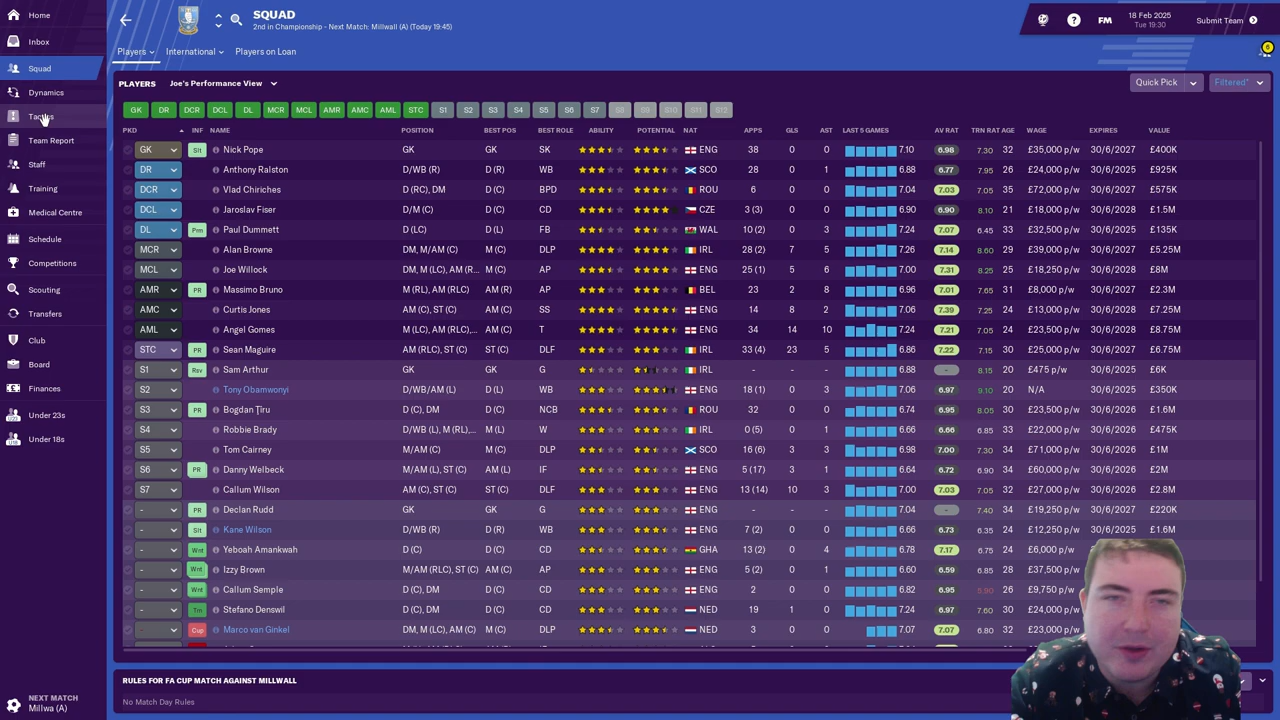 Home
Inbox
Squad
Dynamics
Team Report
Staff
Training
Medical Centre
Schedule
Competitions
Scouting
Transfers
Club
Board
Finances
Under 23s
Under 18s
NEXT MATCH
Millwa (A)
SQUAD
2nd in Championship - Next Match: Millwall (A) (Today 19:45)
FM
18 Feb 2025
Tue 19:30
Submit Team
Players International Players on Loan
6
PLAYERS Joe's Performance View
Quick Pick Filtered*
GK DR DCR DCL DL MCR MCL AMR AMC AML STC S1 S2 S3 S4 S5 S6 S7 S8 S9 S10 S11 S12
PKD INF NAME POSITION BEST POS BEST ROLE ABILITY POTENTIAL NAT APPS GLS AST LAST 5 GAMES AV RAT TRN RAT AGE WAGE EXPIRES VALUE
GK Slt Nick Pope GK GK SK ENG 38 0 0 7.10 6.98 7.30 32 £35,000 p/w 30/6/2027 £400K
DR Anthony Ralston D/WB (R) D (R) WB SCO 28 0 1 6.88 6.77 7.95 26 £24,000 p/w 30/6/2025 £925K
DCR Vlad Chiriches D (RC), DM D (C) BPD ROU 6 0 0 7.04 7.03 7.05 35 £72,000 p/w 30/6/2027 £575K
DCL Jaroslav Fiser D/M (C) D (C) CD CZE 3 (3) 0 0 6.90 6.90 8.10 21 £18,000 p/w 30/6/2028 £1.5M
DL Prm Paul Dummett D (LC) D (L) FB WAL 10 (2) 0 3 7.24 7.07 6.45 33 £32,500 p/w 30/6/2025 £135K
MCR Alan Browne DM, M/AM (C) M (C) DLP IRL 28 (2) 7 5 7.26 7.14 8.60 29 £39,000 p/w 30/6/2027 £5.25M
MCL Joe Willock DM, M (LC), AM (R... M (C) AP ENG 25 (1) 5 6 7.00 7.31 8.25 25 £18,250 p/w 30/6/2028 £8M
AMR PR Massimo Bruno M (RL), AM (RLC) AM (R) AP BEL 23 2 8 6.96 7.01 7.65 31 £8,000 p/w 30/6/2026 £2.3M
AMC Curtis Jones AM (C), ST (C) AM (C) SS ENG 14 8 2 7.06 7.39 7.25 24 £13,000 p/w 30/6/2028 £7.25M
AML Angel Gomes M (LC), AM (RLC),... AM (C) T ENG 34 14 10 7.24 7.21 7.05 24 £23,500 p/w 30/6/2028 £8.75M
STC PR Sean Maguire AM (RLC), ST (C) ST (C) DLF IRL 33 (4) 23 5 6.86 7.22 7.15 30 £25,000 p/w 30/6/2027 £6.75M
S1 Rsv Sam Arthur GK GK G IRL - - - 6.88 - 8.15 20 £475 p/w 30/6/2025 £6K
S2 Tony Obamwonyi D/WB/AM (L) D (L) WB ENG 18 (1) 0 3 7.06 6.97 9.10 20 N/A 30/6/2025 £350K
S3 PR Bogdan Țîru D (C), DM D (C) NCB ROU 32 0 0 6.74 6.95 8.05 30 £23,500 p/w 30/6/2026 £1.6M
S4 Robbie Brady D/WB (L), M (RL),... M (L) W IRL 0 (5) 0 1 6.66 6.66 6.85 33 £22,000 p/w 30/6/2026 £475K
S5 Tom Cairney M/AM (C) M (C) DLP SCO 16 (6) 3 3 6.98 7.00 7.30 34 £71,000 p/w 30/6/2026 £1M
S6 PR Danny Welbeck M/AM (L), ST (C) AM (L) IF ENG 5 (17) 3 1 6.64 6.72 6.90 34 £60,000 p/w 30/6/2026 £2M
S7 Callum Wilson AM (C), ST (C) ST (C) DLF ENG 13 (14) 10 3 7.00 7.03 7.05 32 £27,000 p/w 30/6/2026 £2.8M
- PR Declan Rudd GK GK G ENG - - - 7.04 - 7.40 34 £19,250 p/w 30/6/2027 £220K
- Slt Kane Wilson D/WB (R) D (R) WB ENG 7 (2) 0 0 6.66 6.73 6.35 24 £12,250 p/w 30/6/2025 £1.6M
- Wnt Yeboah Amankwah D (C) D (C) CD GHA 13 (2) 0 4 6.78 7.17 6.75 24 £6,000 p/w
- Wnt Izzy Brown M/AM (RLC), ST (C) AM (C) AP ENG 5 (2) 0 1 6.60 6.59 6.85 28 £37,500 p/w
- Wnt Callum Semple D (C), DM D (C) CD ENG 2 0 0 6.82 6.95 5.90 26 £9,750 p/w
- Trn Stefano Denswil D (C), DM D (C) CD NED 19 1 0 7.24 6.97 7.60 30 £24,000 p/w
- Cup Marco van Ginkel DM, M (LC), AM (C) M (C) DLP NED 3 0 0 7.07 7.07 6.80 32 £23,000 p/w
RULES FOR FA CUP MATCH AGAINST MILLWALL
No Match Day Rules